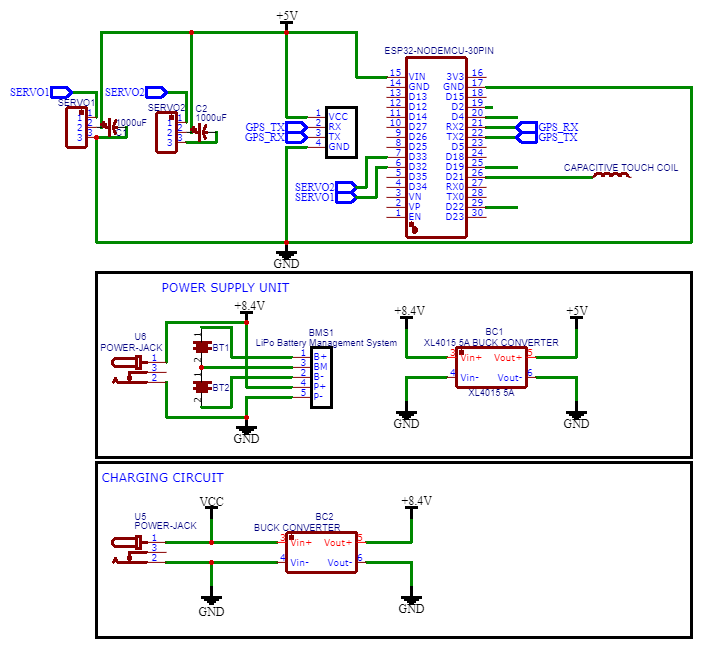 +5V
ESP32-NODEMCU-30PIN
SERVO1
SERVO2
SERVO1
1
2
3
1000uF
SERVO2
1
2
3
C2
1000uF
GPS_TX
GPS_RX
1 VCC
2 RX
3 TX
4 GND
SERVO2
SERVO1
15 VIN 3V3 16
14 GND GND 17
13 D13 D15 18
12 D12 D2 19
11 D14 D4 20
10 D27 RX2 21
9 D26 TX2 22
8 D25 D5 23
7 D33 D18 24
6 D32 D19 25
5 D35 D21 26
4 D34 RX0 27
3 VN TX0 28
2 VP D22 29
1 EN D23 30
GPS_RX
GPS_TX
CAPACITIVE TOUCH COIL
GND
POWER SUPPLY UNIT
+8.4V
U6
POWER-JACK
1
3
2
1
BT1
1
BT2
2
BMS1
LiPo Battery Management System
1 B+
3 BM
2 B-
4 P+
5 P-
GND
+8.4V
BC1
XL4015 5A BUCK CONVERTER
3 Vin+ Vout+ 5
4 Vin- Vout- 6
XL4015 5A
+5V
GND
GND
CHARGING CIRCUIT
VCC
U5
POWER-JACK
1
3
2
BC2
BUCK CONVERTER
3 Vin+ Vout+ 5
4 Vin- Vout- 6
+8.4V
GND
GND